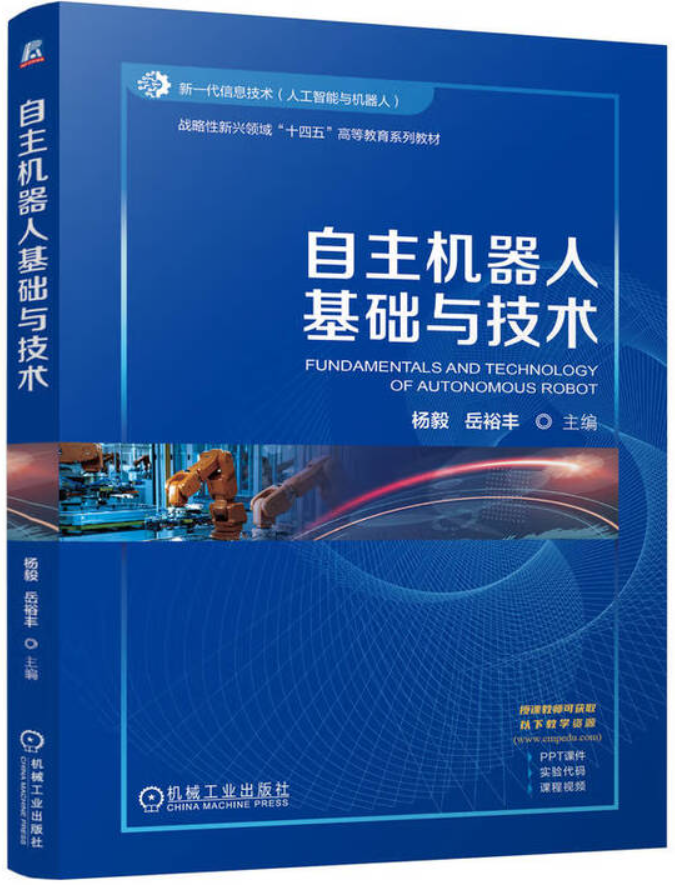 新一代信息技术（人工智能与机器人）
战略性新兴领域“十四五”高等教育系列教材
自主机器人
基础与技术
FUNDAMENTALS AND TECHNOLOGY
OF AUTONOMOUS ROBOT
杨毅 岳裕丰 主编
授课教师可获取
以下教学资源
(www.cmpedu.com)
PPT课件
实验代码
课程视频
机械工业出版社
CHINA MACHINE PRESS
自主机器人基础与技术
杨毅 岳裕丰 主编
机械工业出版社
CHINA MACHINE PRESS